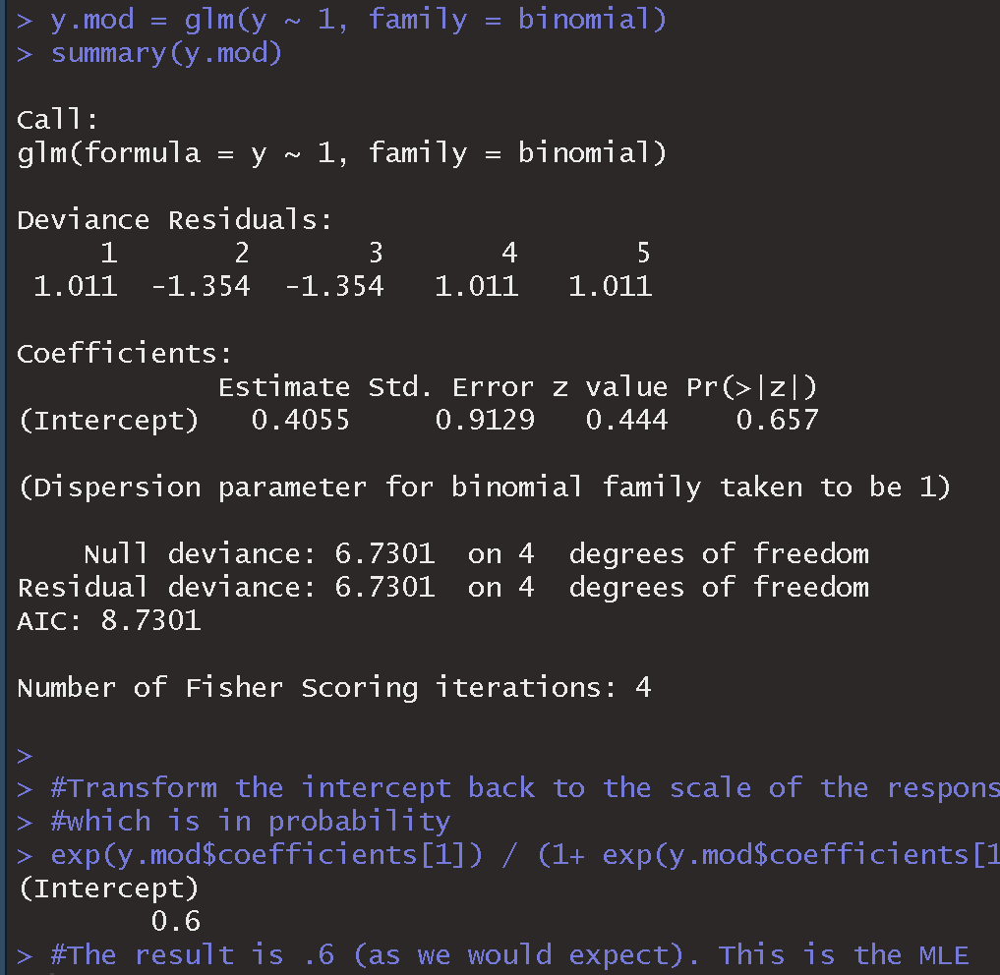 > y.mod = glm(y ~ 1, family = binomial)
> summary(y.mod)
Call:
glm(formula = y ~ 1, family = binomial)
Deviance Residuals:
1 2 3 4 5
1.011 -1.354 -1.354 1.011 1.011
Coefficients:
Estimate Std. Error z value Pr(>|z|)
(Intercept) 0.4055 0.9129 0.444 0.657
(Dispersion parameter for binomial family taken to be 1)
Null deviance: 6.7301 on 4 degrees of freedom
Residual deviance: 6.7301 on 4 degrees of freedom
AIC: 8.7301
Number of Fisher Scoring iterations: 4
>
> #Transform the intercept back to the scale of the respons
> #which is in probability
> exp(y.mod$coefficients[1]) / (1+ exp(y.mod$coefficients[1
(Intercept)
0.6
> #The result is .6 (as we would expect). This is the MLE